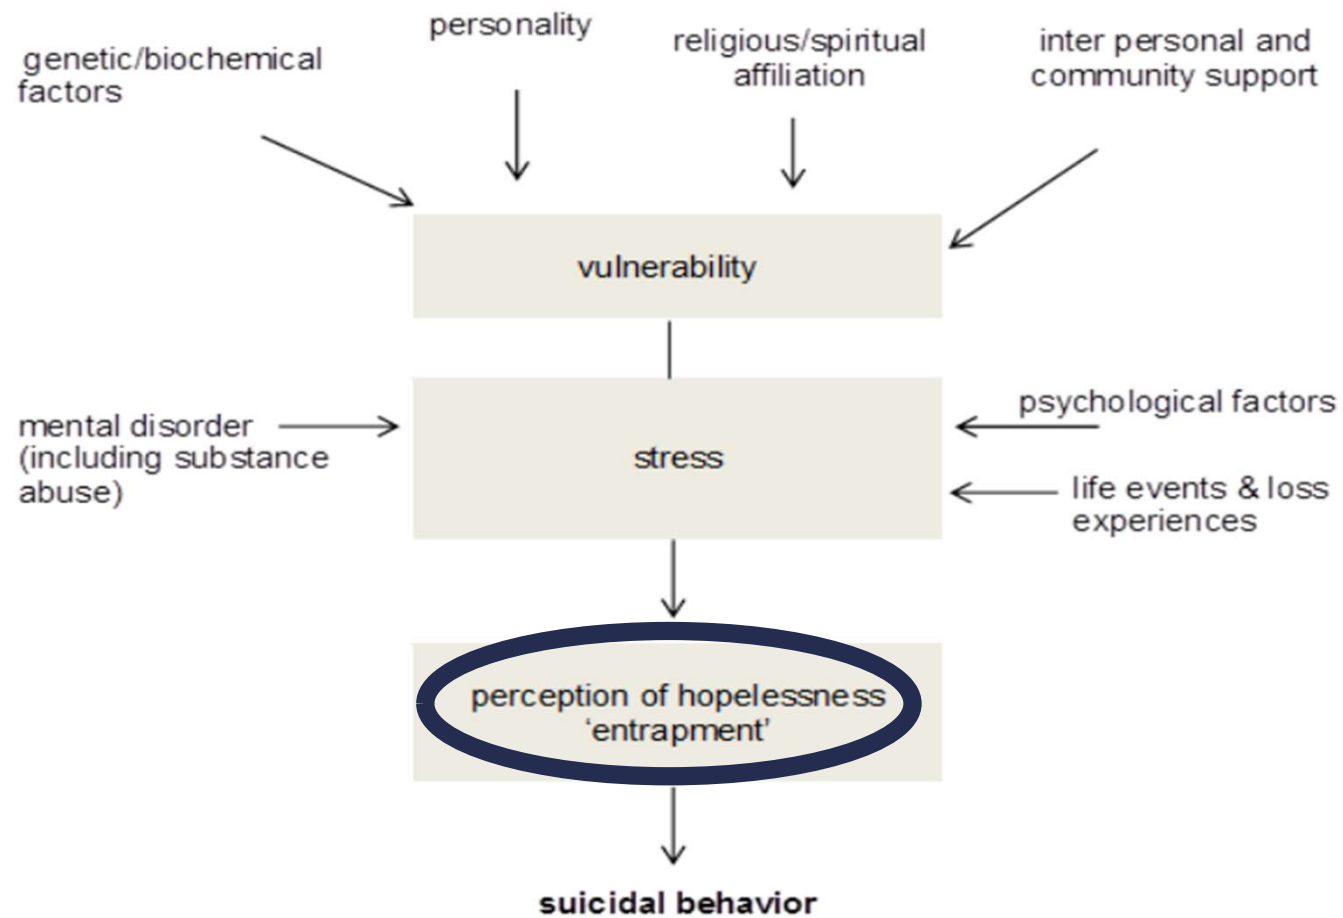 personality
genetic/biochemical
factors
religious/spiritual
affiliation
inter personal and
community support
vulnerability
mental disorder
(including substance
abuse)
stress
psychological factors
life events & loss
experiences
perception of hopelessness
‘entrapment’
suicidal behavior